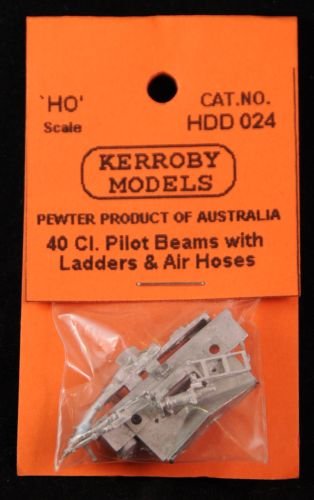 'HO'
Scale
CAT.NO.
HDD 024
KERROBY
MODELS
PEWTER PRODUCT OF AUSTRALIA
40 Cl. Pilot Beams with
Ladders & Air Hoses